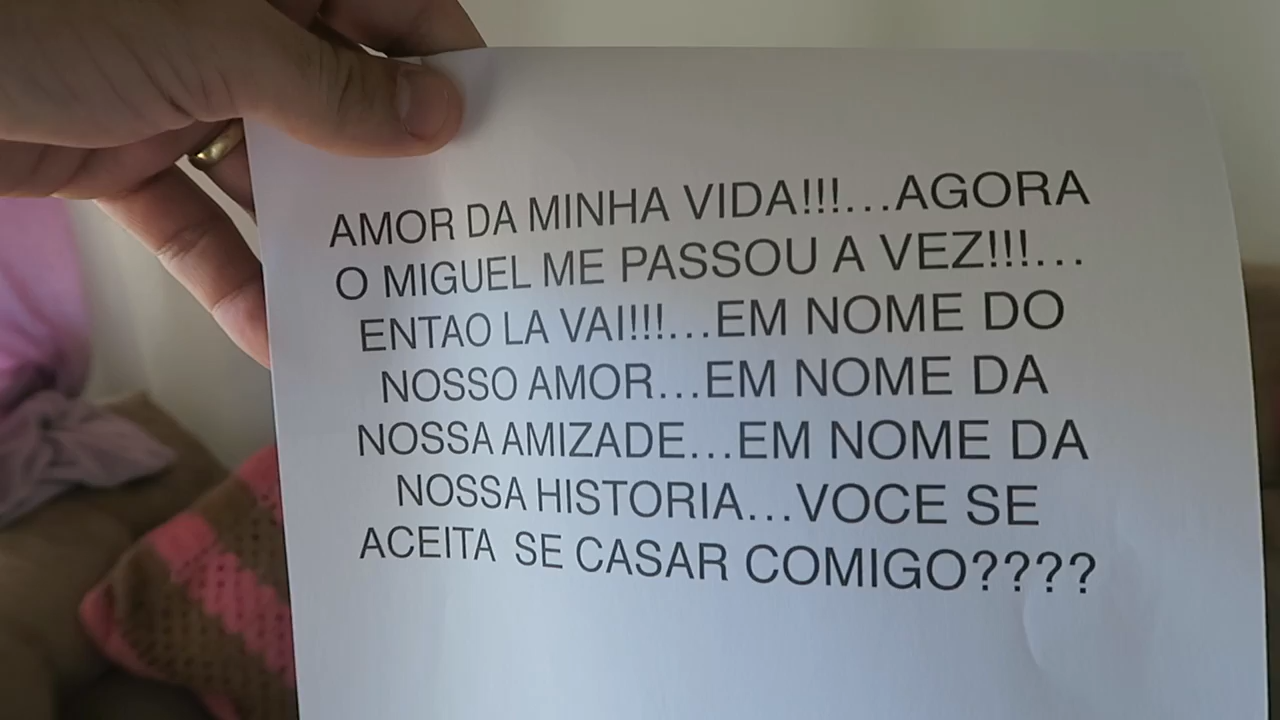 AMOR DA MINHA VIDA!!!...AGORA
O MIGUEL ME PASSOU A VEZ!!!...
ENTAO LA VAI!!!...EM NOME DO
NOSSO AMOR...EM NOME DA
NOSSA AMIZADE...EM NOME DA
NOSSA HISTORIA...VOCE SE
ACEITA SE CASAR COMIGO????